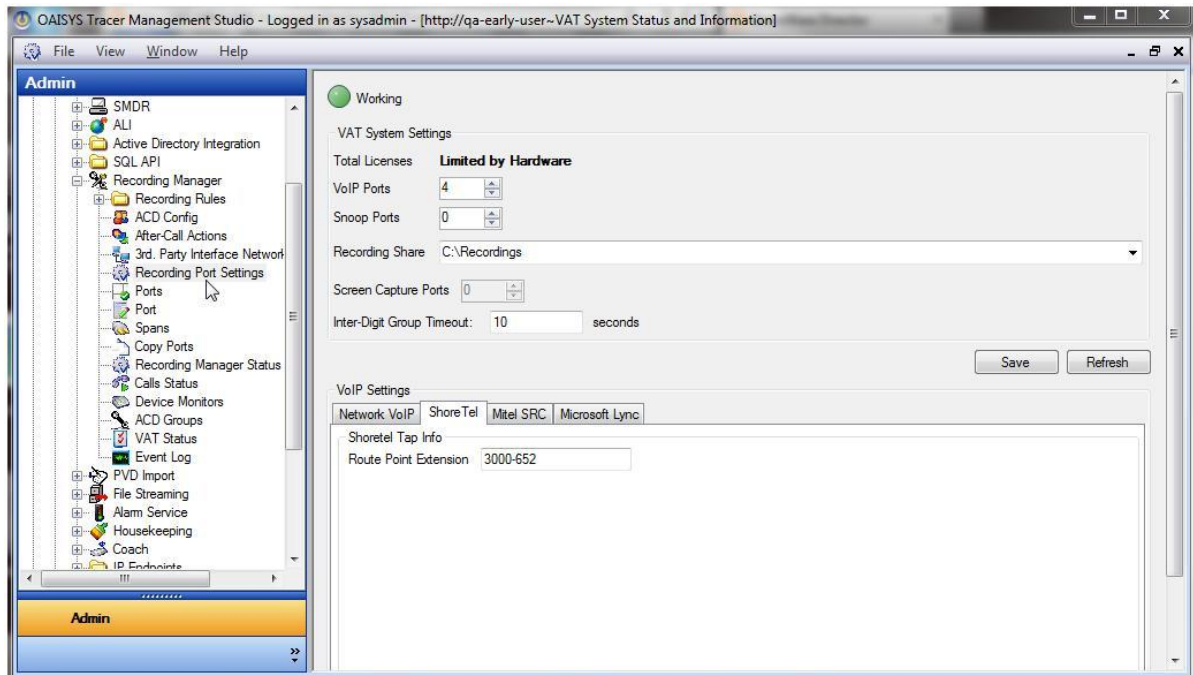 OAISYS Tracer Management Studio - Logged in as sysadmin - [http://qa-early-user~VAT System Status and Information]
File View Window Help
Admin
SMDR
ALI
Active Directory Integration
SQL API
Recording Manager
Recording Rules
ACD Config
After-Call Actions
3rd. Party Interface Network
Recording Port Settings
Ports
Port
Spans
Copy Ports
Recording Manager Status
Calls Status
Device Monitors
ACD Groups
VAT Status
Event Log
PVD Import
File Streaming
Alarm Service
Housekeeping
Coach
IP Endpoints
Admin
Working
VAT System Settings
Total Licenses Limited by Hardware
VoIP Ports 4
Snoop Ports 0
Recording Share C:\Recordings
Screen Capture Ports 0
Inter-Digit Group Timeout: 10 seconds
Save Refresh
VoIP Settings
Network VoIP ShoreTel Mitel SRC Microsoft Lync
Shoretel Tap Info
Route Point Extension 3000-652